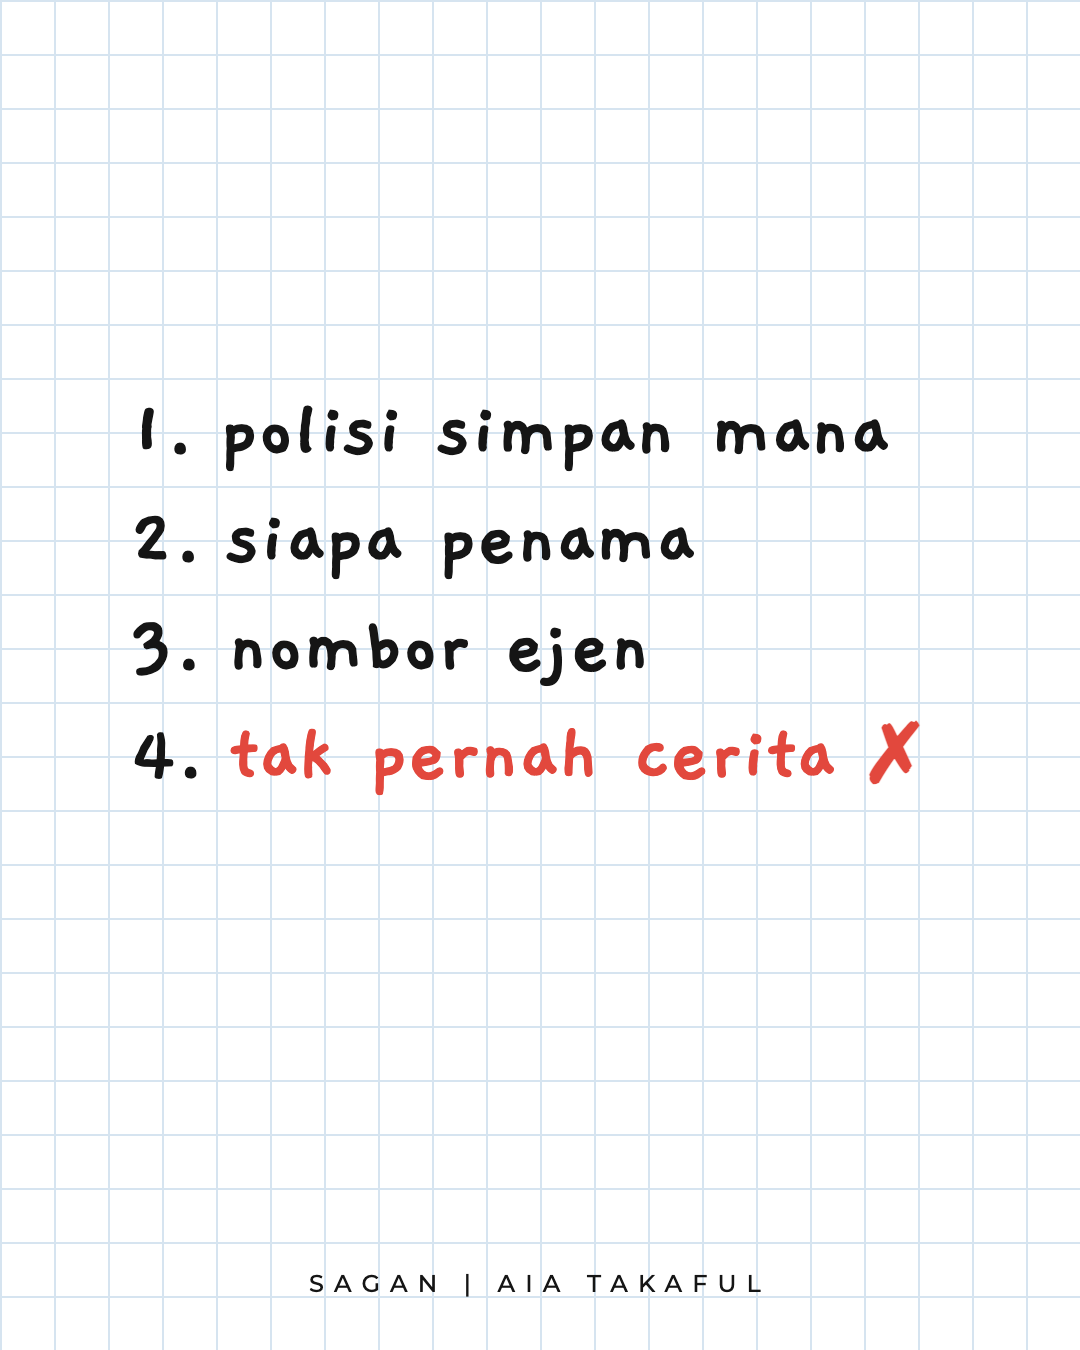 1. polisi simpan mana
2. siapa penama
3. nombor ejen
4. tak pernah cerita ✗
SAGAN | AIA TAKAFUL